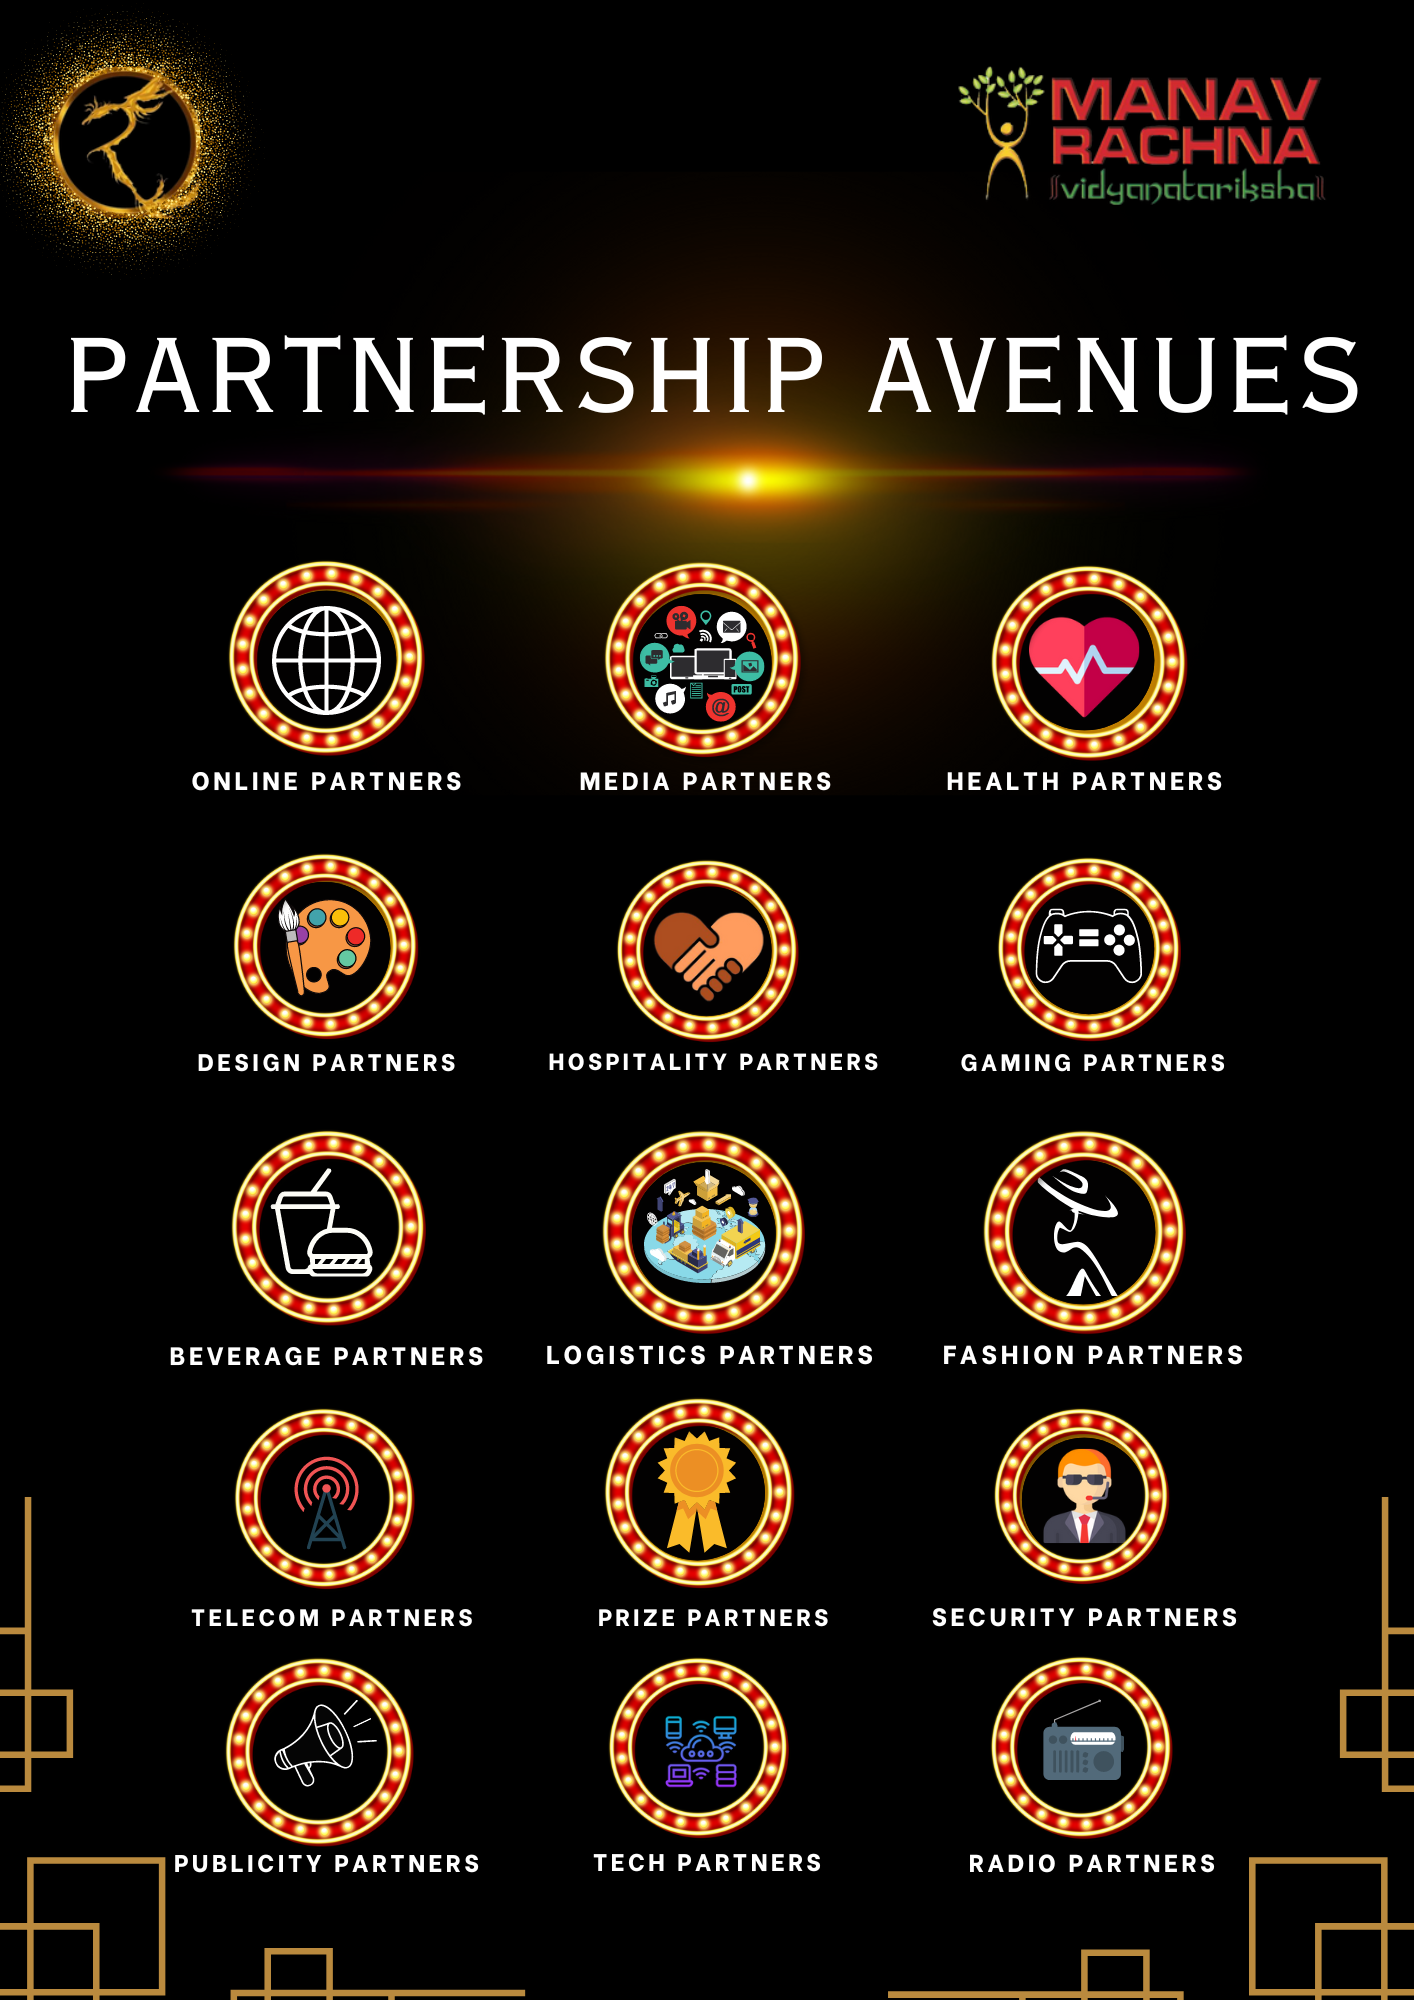 MANAV
RACHNA
vidyanatariksha
PARTNERSHIP AVENUES
POST
@
ONLINE PARTNERS
MEDIA PARTNERS
HEALTH PARTNERS
DESIGN PARTNERS
HOSPITALITY PARTNERS
GAMING PARTNERS
BEVERAGE PARTNERS
LOGISTICS PARTNERS
FASHION PARTNERS
TELECOM PARTNERS
PRIZE PARTNERS
SECURITY PARTNERS
PUBLICITY PARTNERS
TECH PARTNERS
RADIO PARTNERS